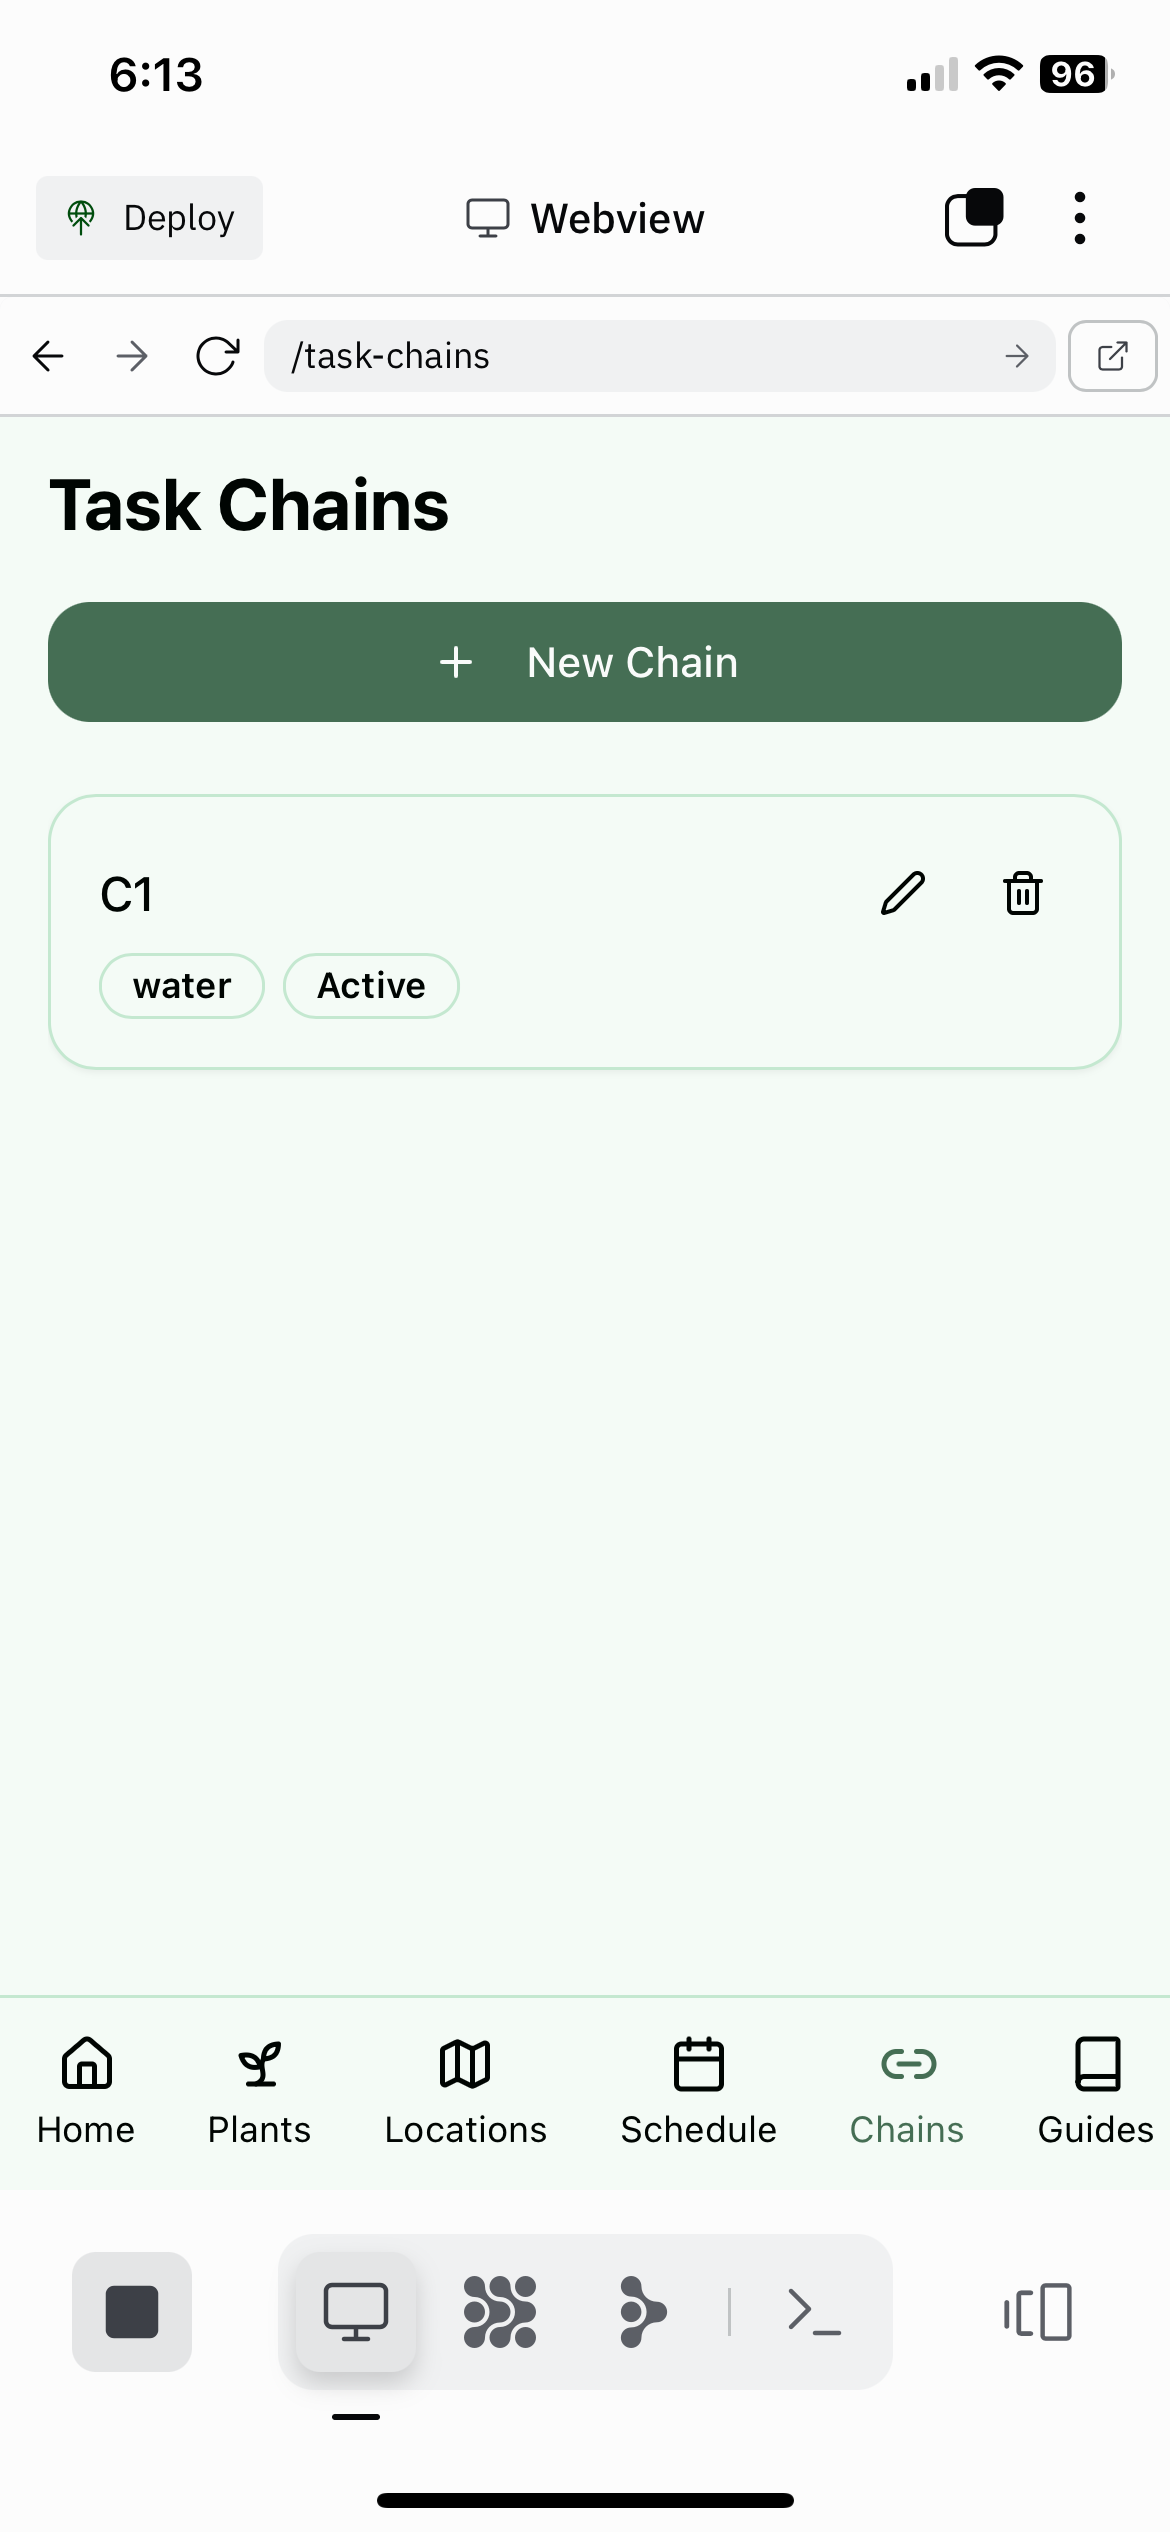 6:13
96
Deploy
Webview
/task-chains
Task Chains
New Chain
C1
water
Active
Home
Plants
Locations
Schedule
Chains
Guides